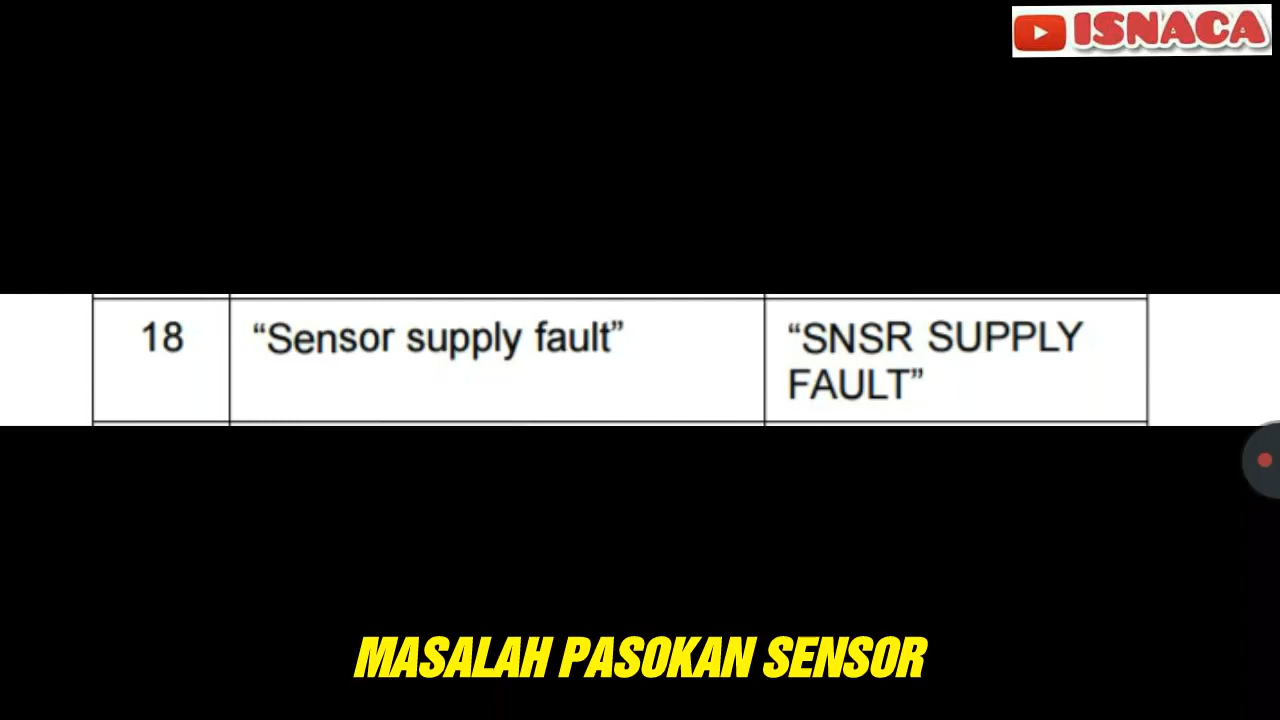 ISNACA
18 “Sensor supply fault” “SNSR SUPPLY
FAULT”
MASALAH PASOKAN SENSOR